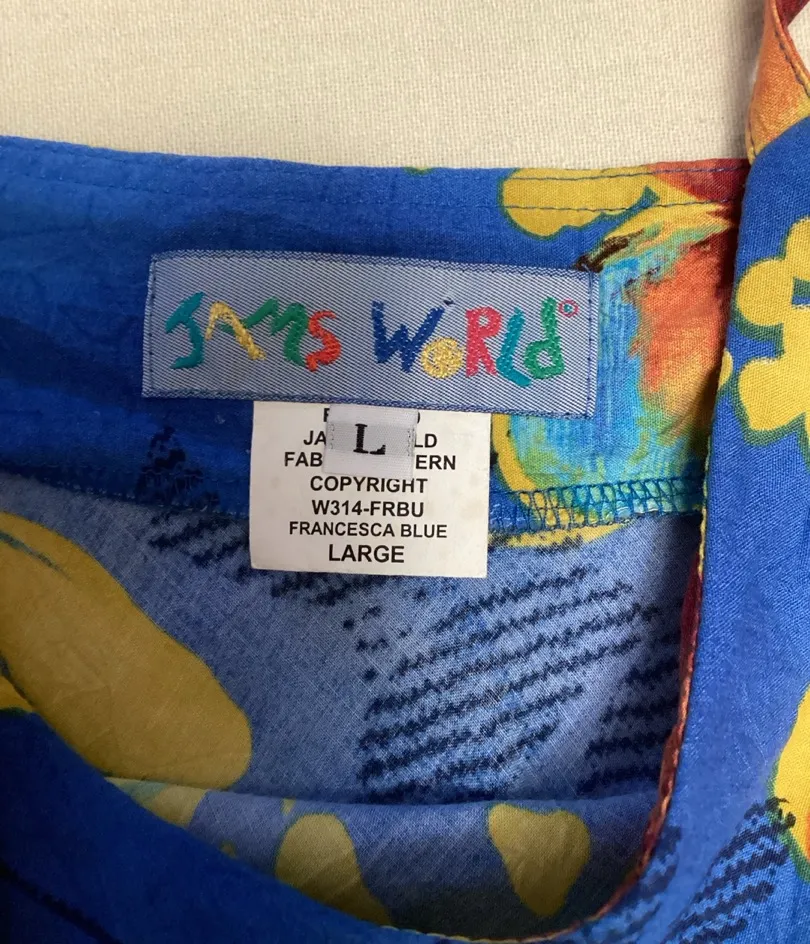 JAMS WORLD®
L
COPYRIGHT
W314-FRBU
FRANCESCA BLUE
LARGE